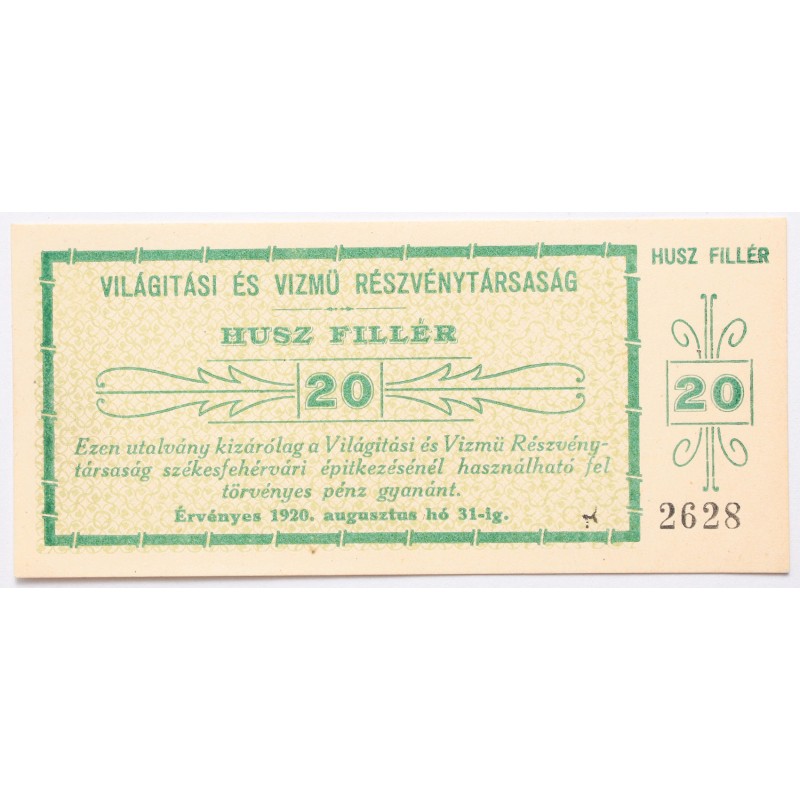 VILÁGITÁSI ÉS VIZMÜ RÉSZVÉNYTÁRSASÁG
HUSZ FILLÉR
20
Ezen utalvány kizárólag a Világitási és Vizmü Részvény-
társaság székesfehérvári épitkezésénél használható fel
törvényes pénz gyanánt.
Érvényes 1920. augusztus hó 31-ig.
HUSZ FILLÉR
20
2628